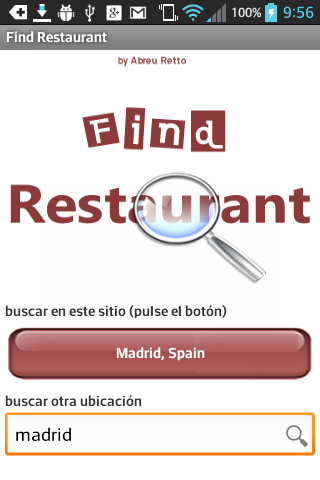 100% 9:56
Find Restaurant
by Abreu Retto
Find
Restaurant
buscar en este sitio (pulse el botón)
Madrid, Spain
buscar otra ubicación
madrid